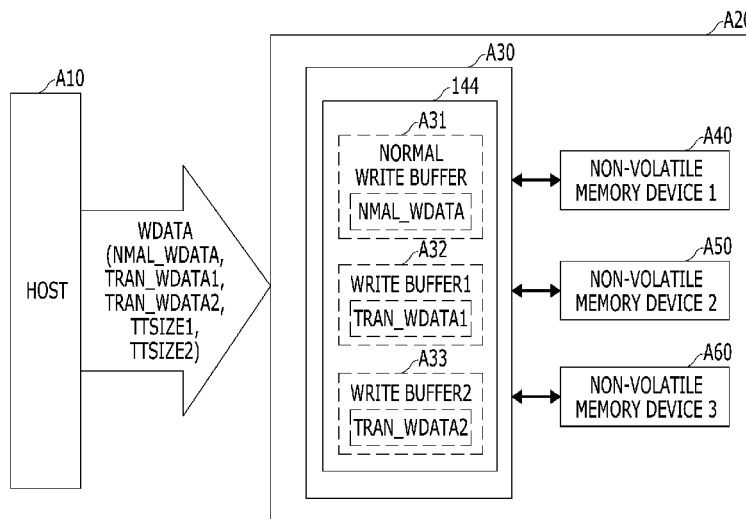 A20
A30
A10
144
A31
NORMAL
WRITE BUFFER
NMAL_WDATA
A40
NON-VOLATILE
MEMORY DEVICE 1
HOST
WDATA
(NMAL_WDATA,
TRAN_WDATA1,
TRAN_WDATA2,
TTSIZE1,
TTSIZE2)
A32
WRITE BUFFER1
TRAN_WDATA1
A50
NON-VOLATILE
MEMORY DEVICE 2
A33
WRITE BUFFER2
TRAN_WDATA2
A60
NON-VOLATILE
MEMORY DEVICE 3